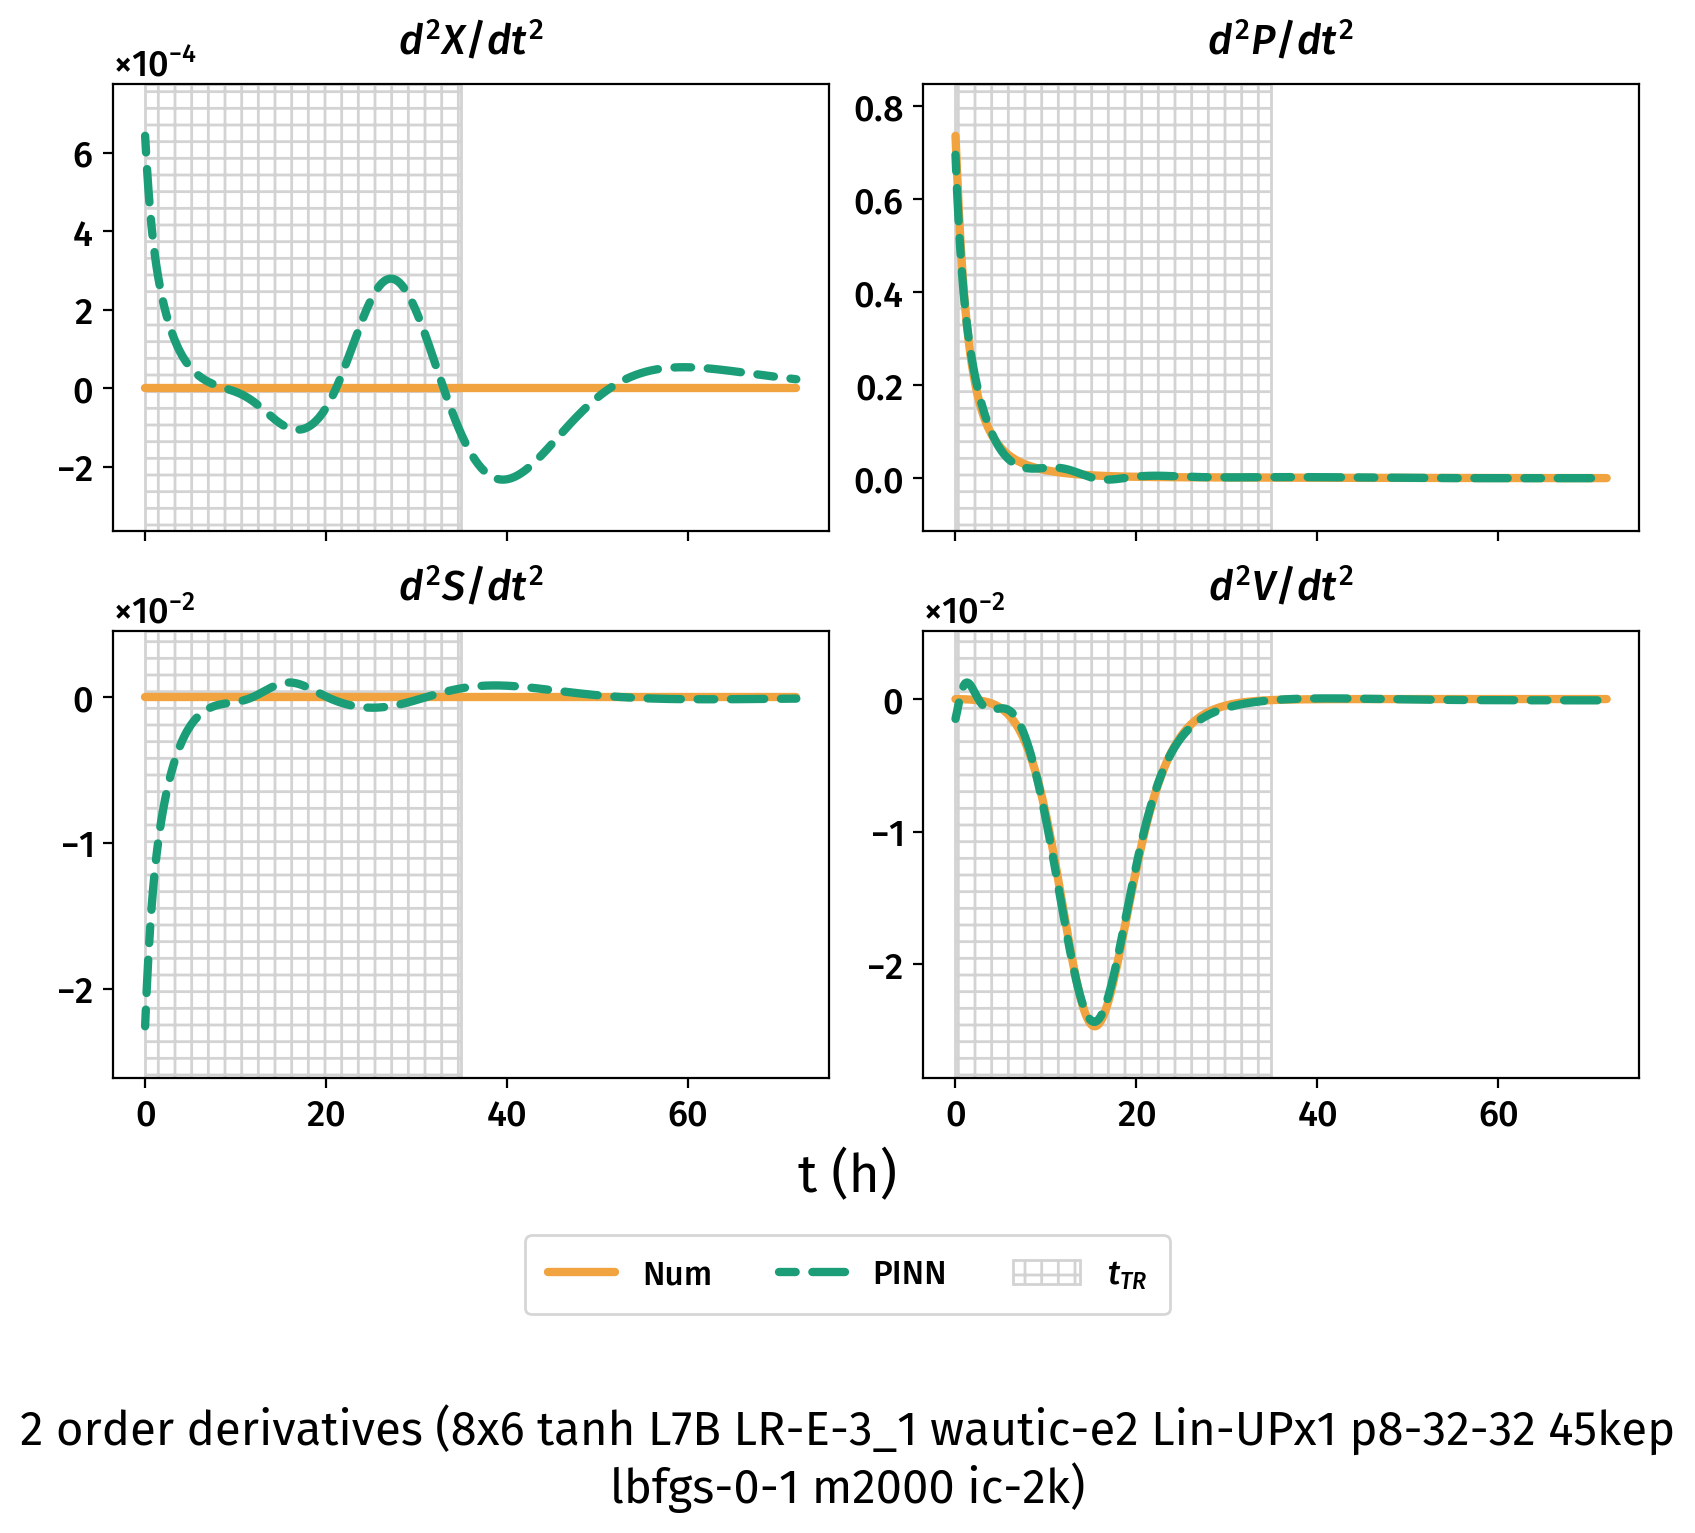 d²X/dt²
×10⁻⁴
6
4
2
0
−2
d²P/dt²
0.8
0.6
0.4
0.2
0.0
d²S/dt²
×10⁻²
0
−1
−2
0 20 40 60
d²V/dt²
×10⁻²
0
−1
−2
0 20 40 60
t (h)
Num PINN t_TR
2 order derivatives (8x6 tanh L7B LR-E-3_1 wautic-e2 Lin-UPx1 p8-32-32 45kep
lbfgs-0-1 m2000 ic-2k)